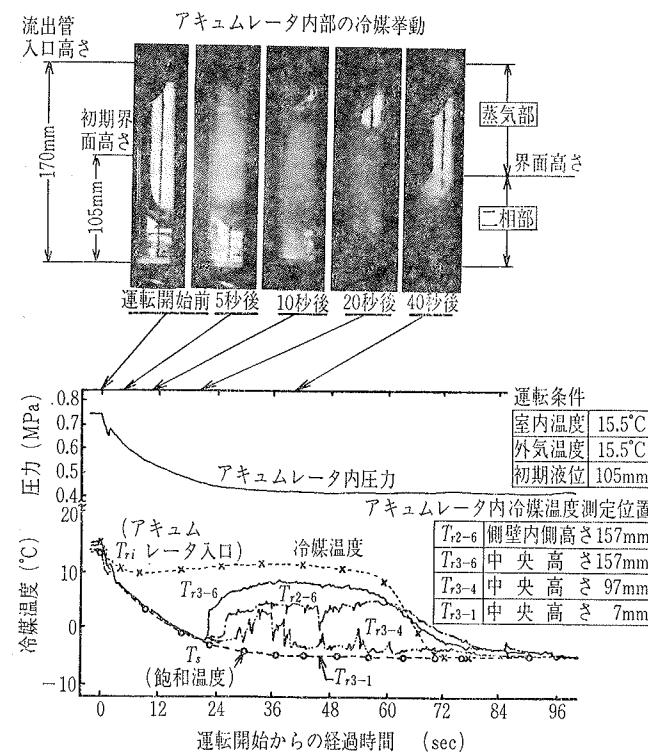 アキュムレータ内部の冷媒挙動
流出管
入口高さ
初期界
面高さ
170mm
105mm
蒸気部
界面高さ
二相部
運転開始前 5秒後 10秒後 20秒後 40秒後
運転条件
室内温度 15.5℃
外気温度 15.5℃
初期液位 105mm
圧力 (MPa)
0.8
0.7
0.5
0.4
アキュムレータ内圧力
アキュムレータ内冷媒温度測定位置
Tr2-6 側壁内側高さ157mm
Tr3-6 中央高さ157mm
Tr3-4 中央高さ 97mm
Tr3-1 中央高さ 7mm
冷媒温度 (℃)
20
10
0
-10
(アキュム
Tri レータ入口)
冷媒温度
Tr3-6
Tr2-6
Tr3-4
Ts
(飽和温度)
Tr3-1
0 12 24 36 48 60 72 84 96
運転開始からの経過時間 (sec)